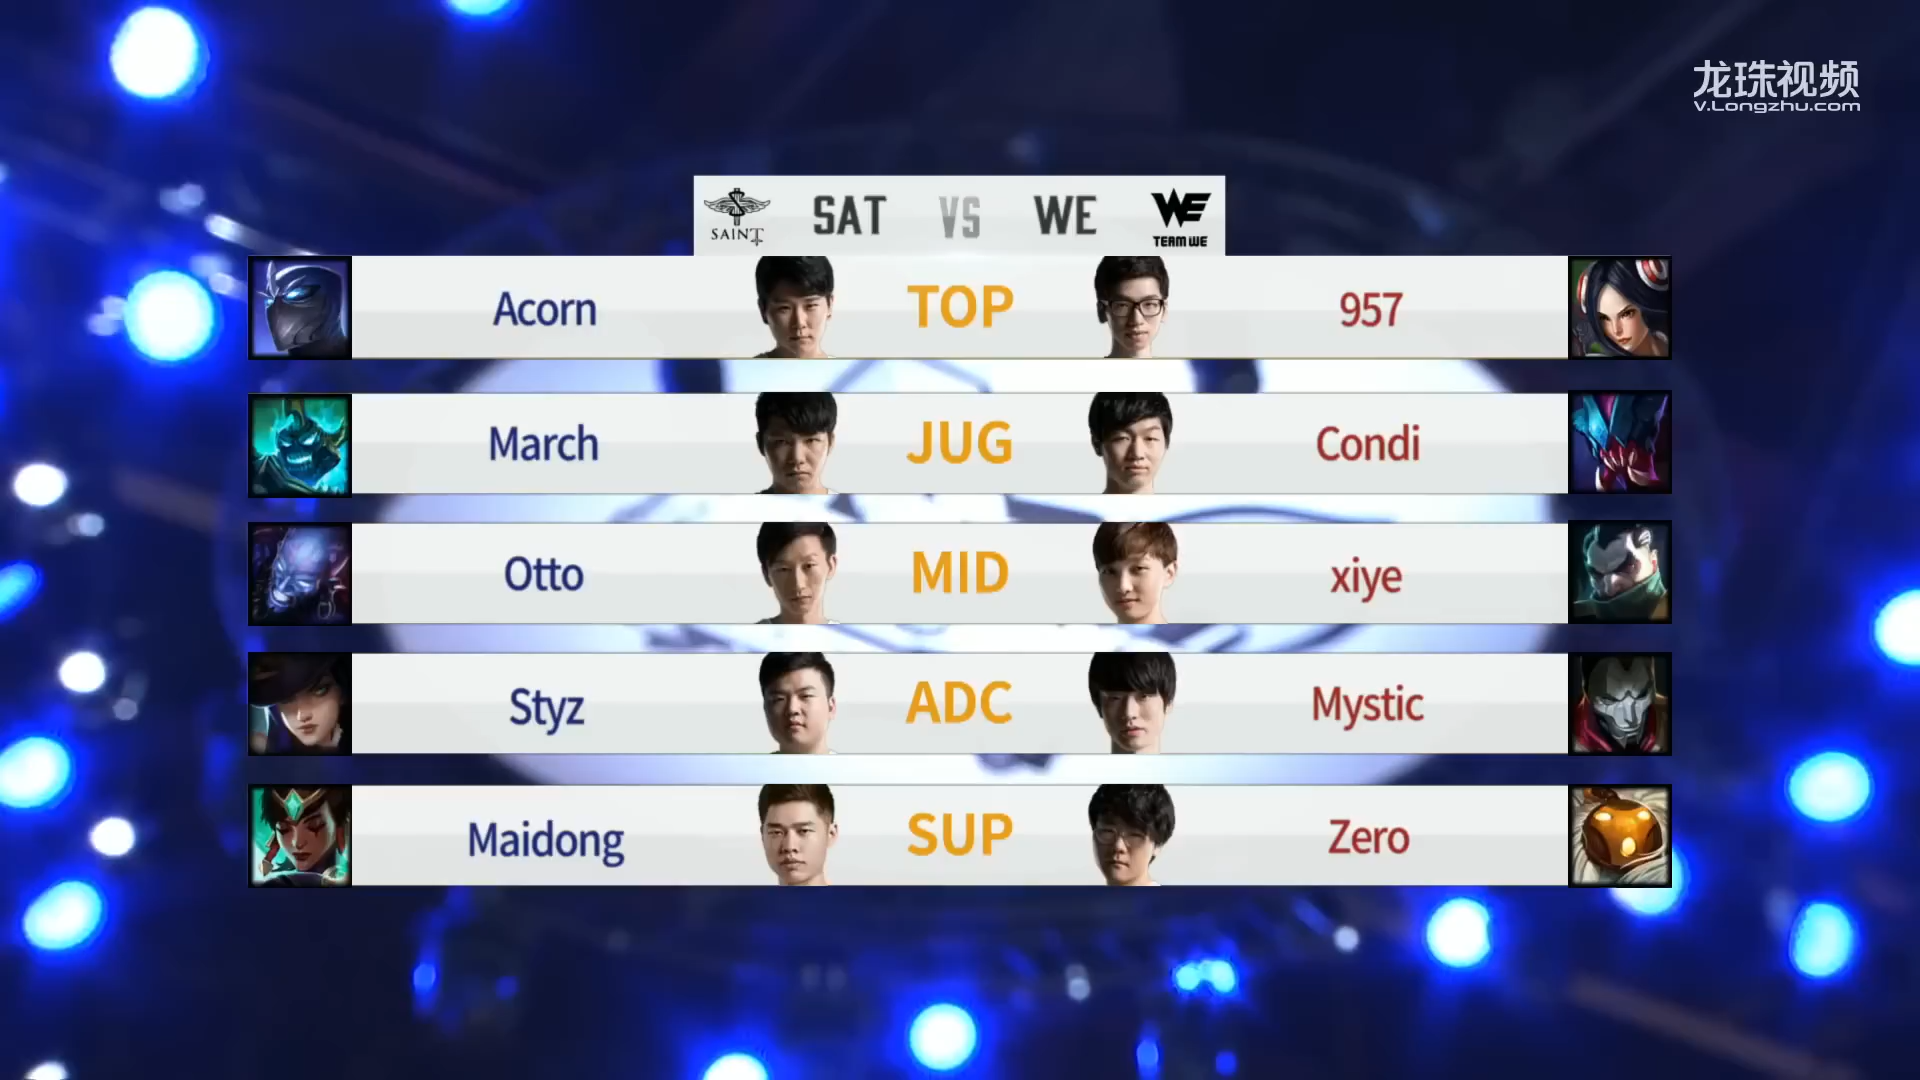 龙珠视频
V.Longzhu.com
SAINT SAT VS WE TEAM WE
Acorn TOP 957
March JUG Condi
Otto MID xiye
Styz ADC Mystic
Maidong SUP Zero